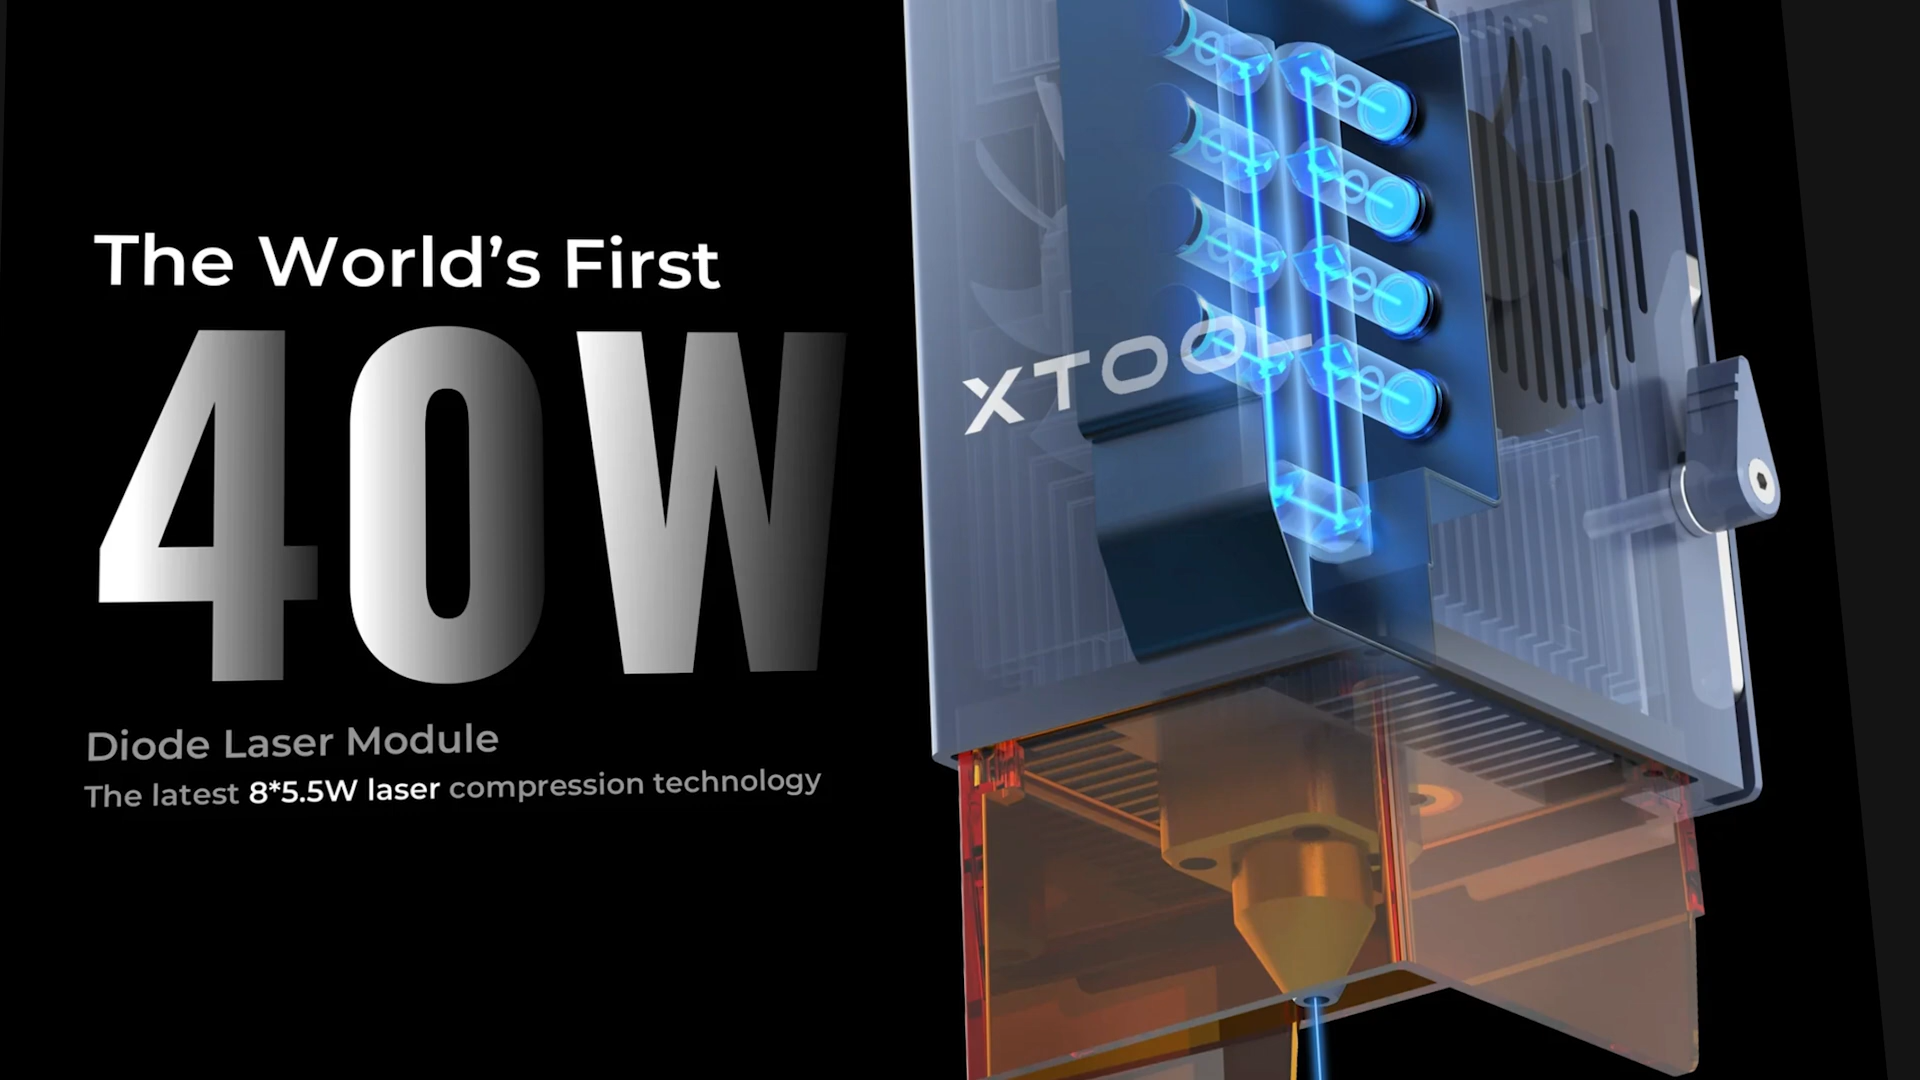 The World's First
40W
Diode Laser Module
The latest 8*5.5W laser compression technology
XTOOL